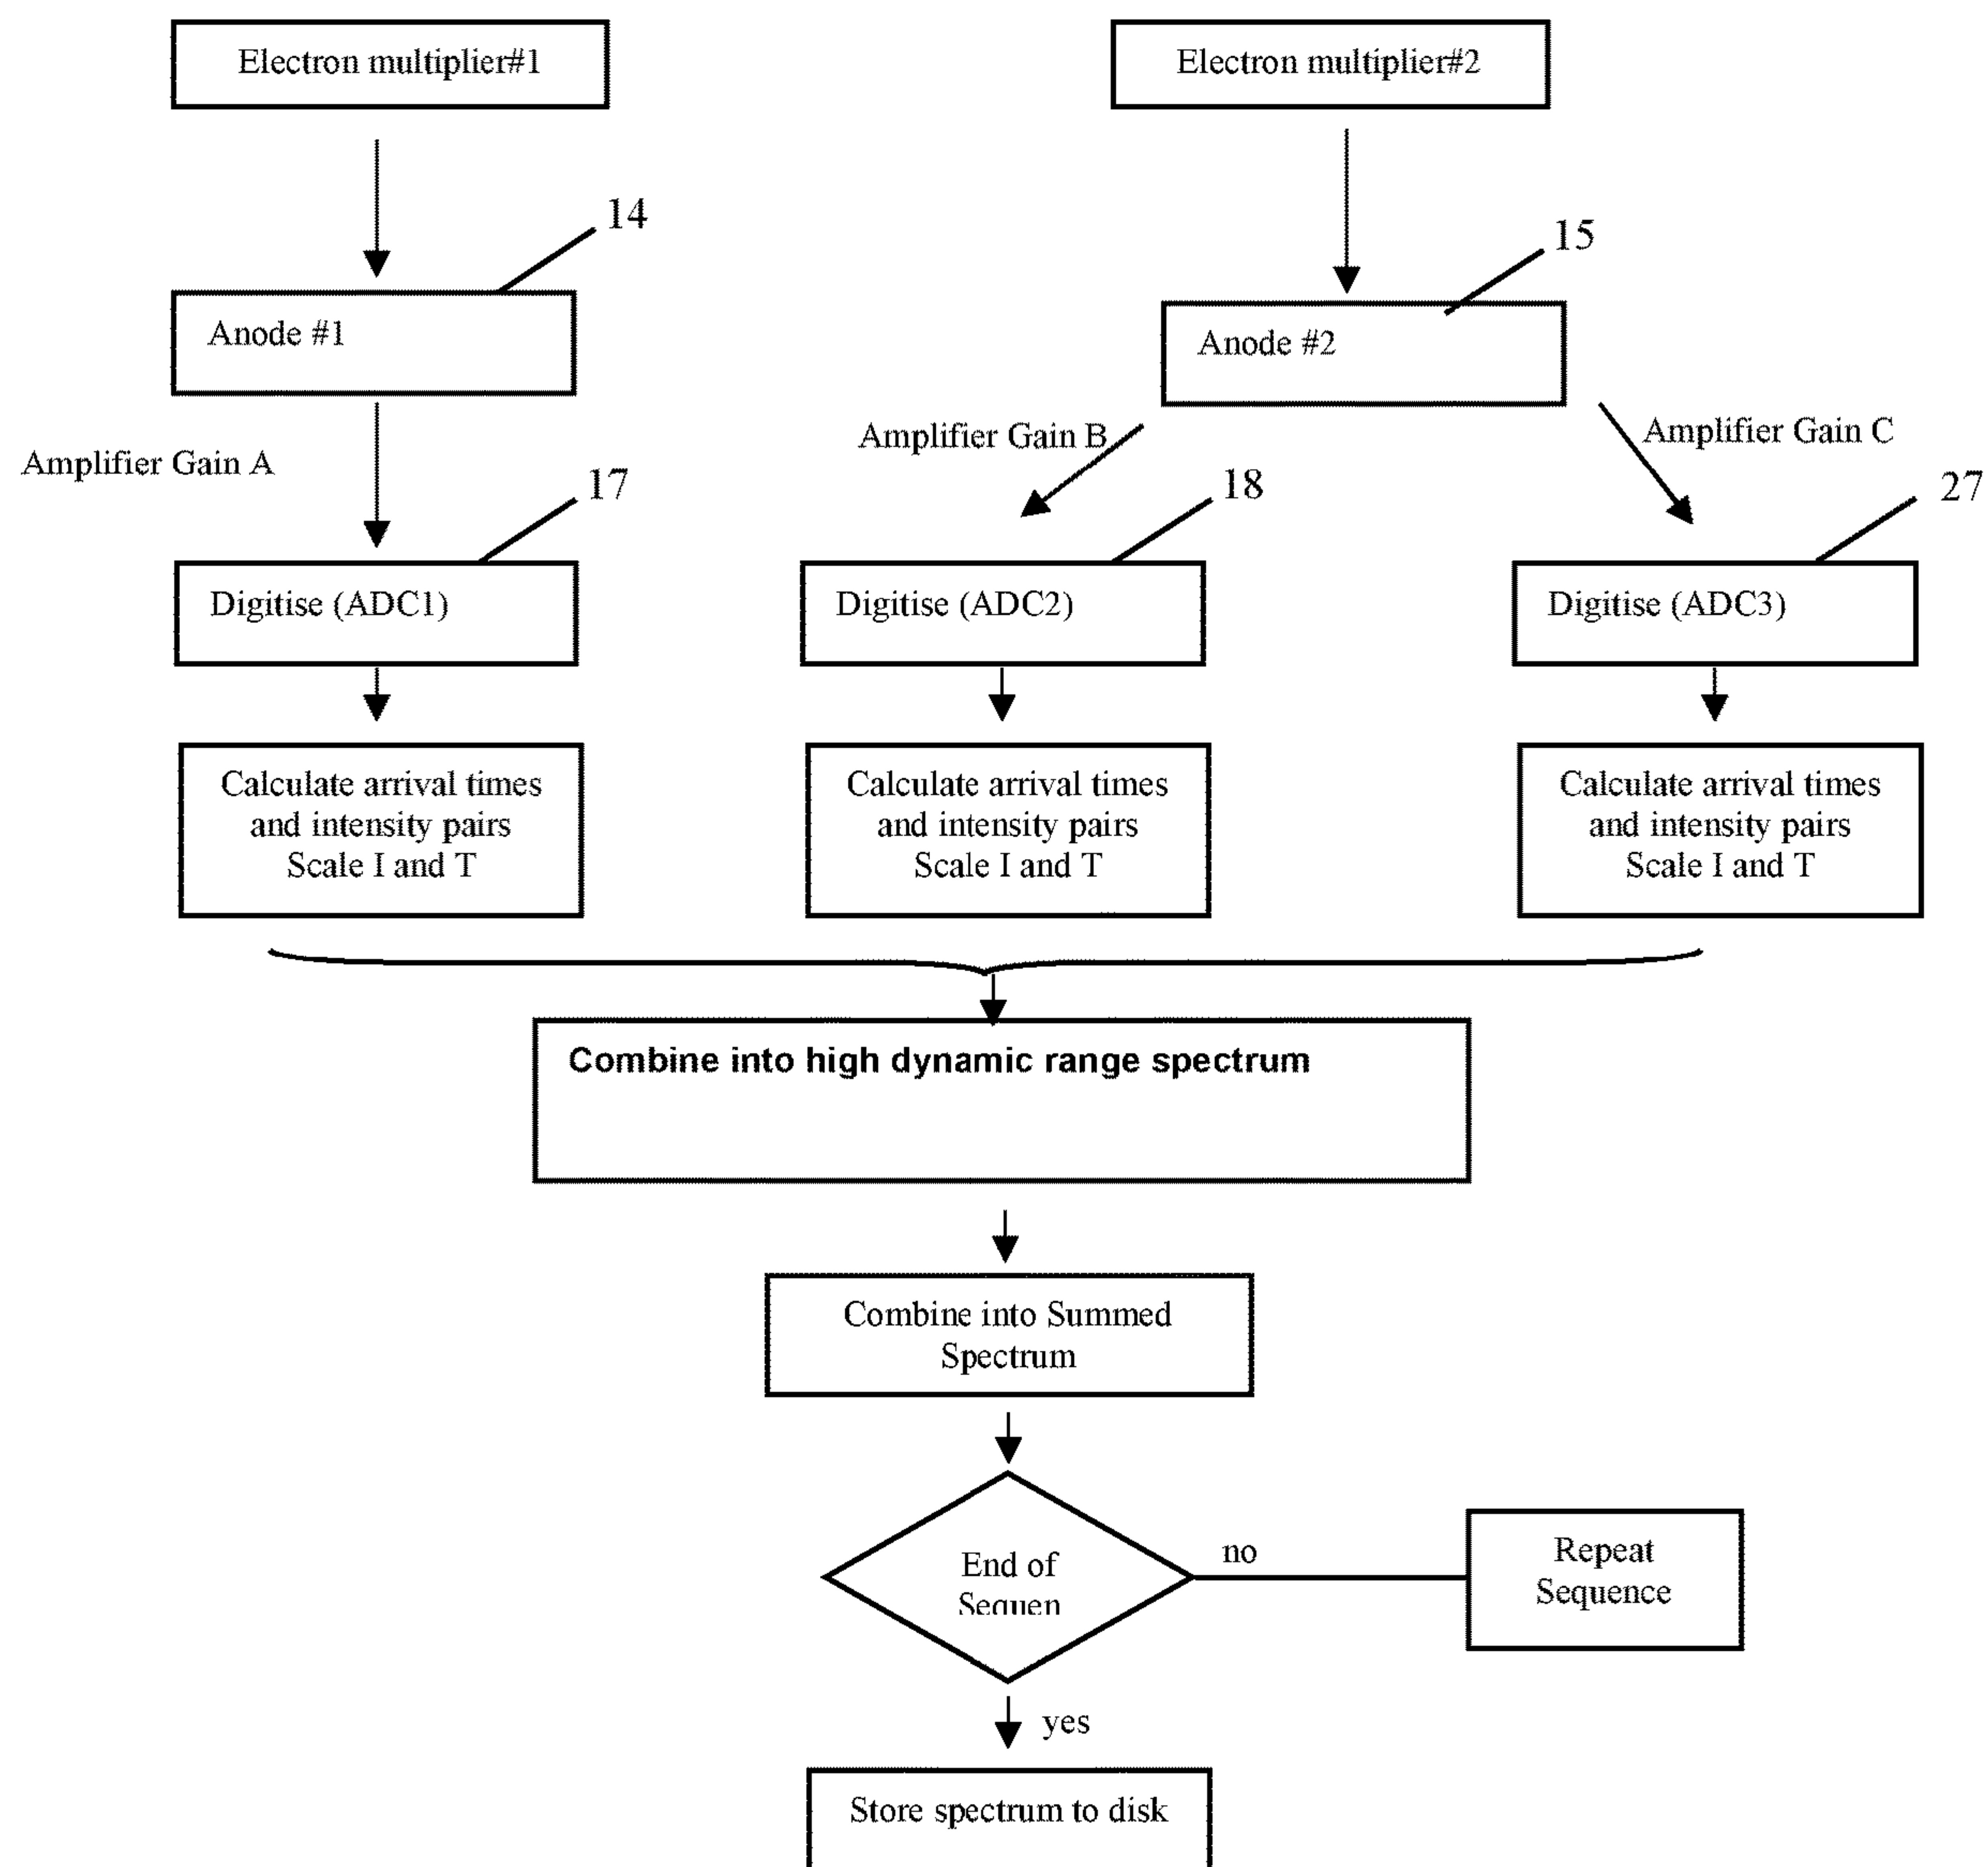 Electron multiplier#1
Electron multiplier#2
14
15
Anode #1
Anode #2
Amplifier Gain A
Amplifier Gain B
Amplifier Gain C
17
18
27
Digitise (ADC1)
Digitise (ADC2)
Digitise (ADC3)
Calculate arrival times
and intensity pairs
Scale I and T
Calculate arrival times
and intensity pairs
Scale I and T
Calculate arrival times
and intensity pairs
Scale I and T
Combine into high dynamic range spectrum
Combine into Summed
Spectrum
End of
Sequen
no
Repeat
Sequence
yes
Store spectrum to disk